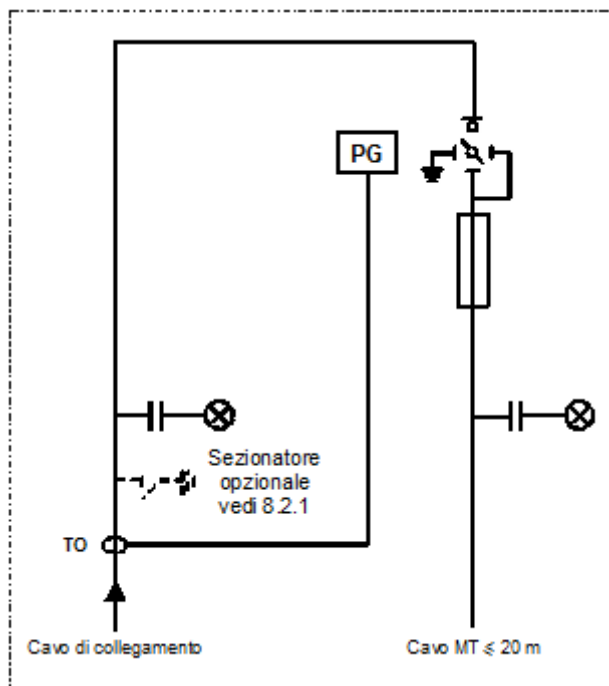 PG
Sezionatore
opzionale
vedi 8.2.1
TO
Cavo di collegamento
Cavo MT ⩽ 20 m